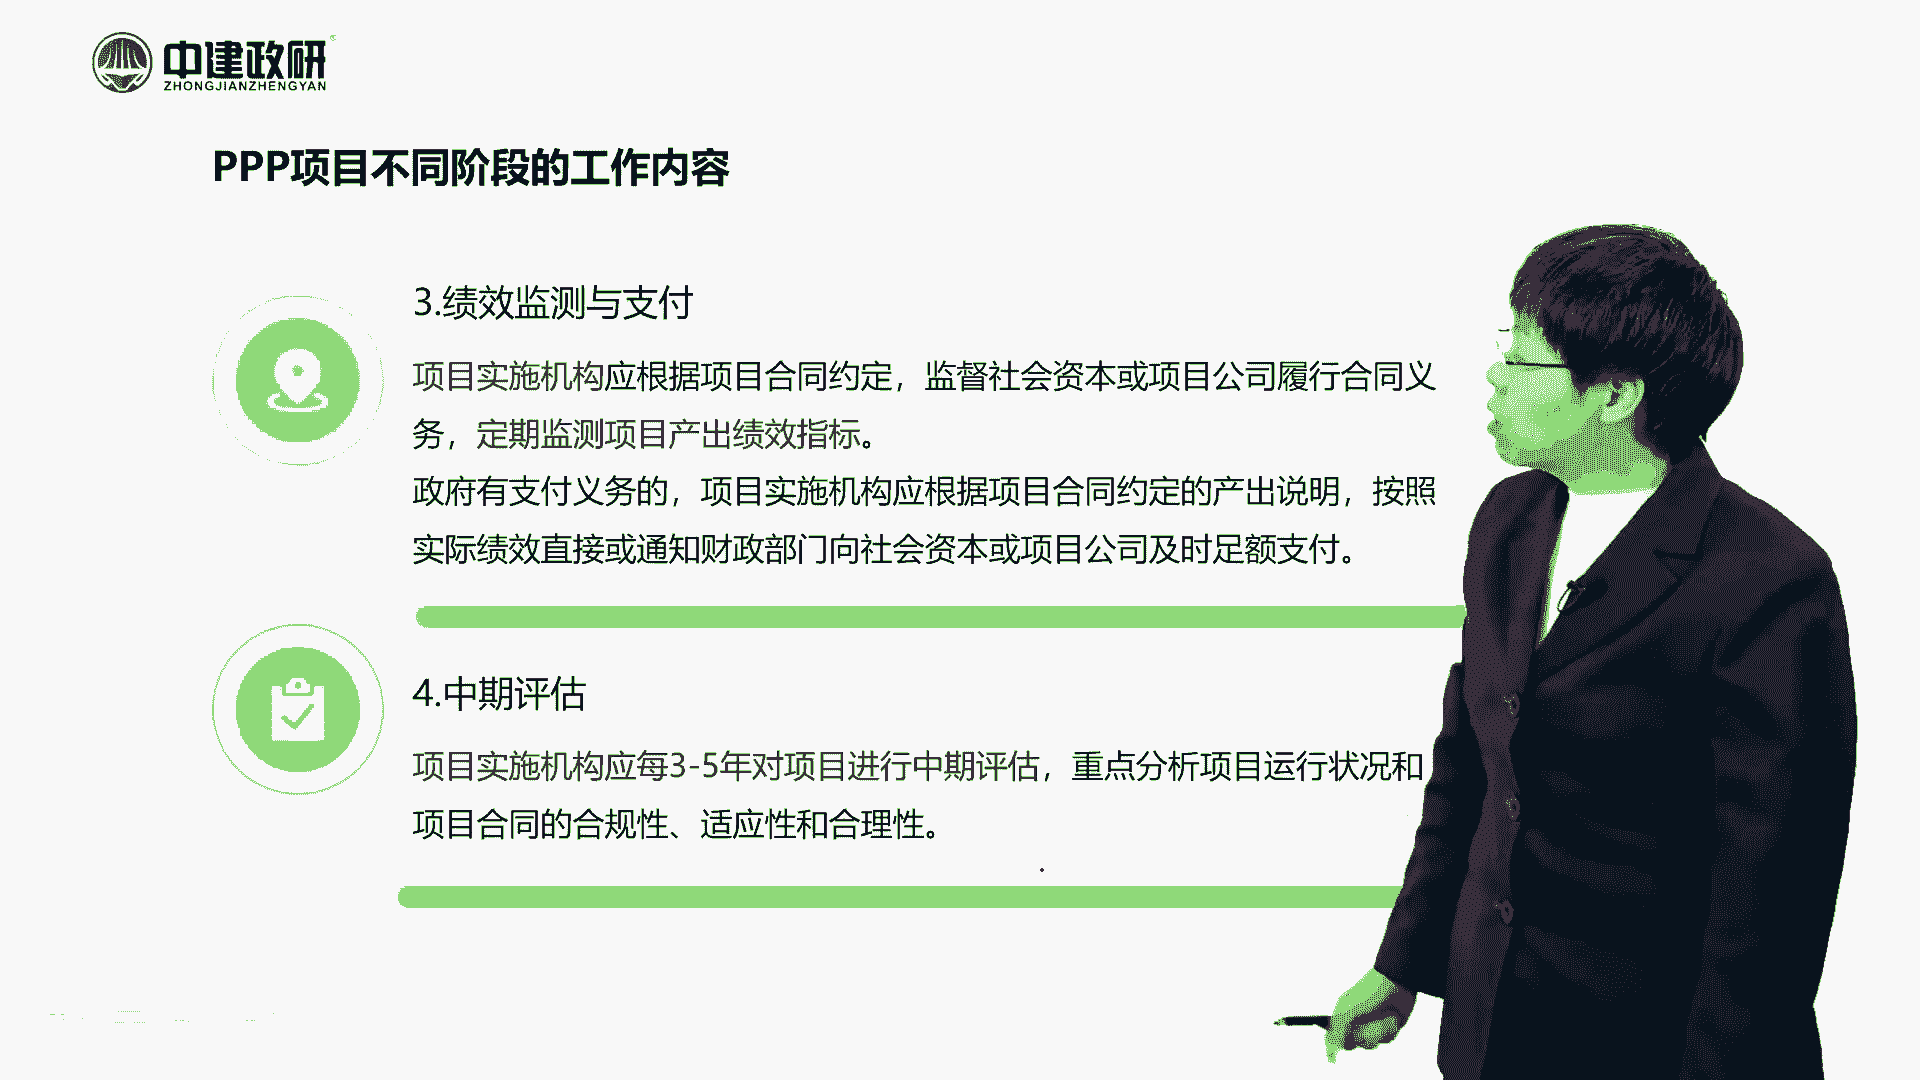 中建政研
ZHONGJIANZHENGYAN
PPP项目不同阶段的工作内容
3.绩效监测与支付
项目实施机构应根据项目合同约定，监督社会资本或项目公司履行合同义
务，定期监测项目产出绩效指标。
政府有支付义务的，项目实施机构应根据项目合同约定的产出说明，按照
实际绩效直接或通知财政部门向社会资本或项目公司及时足额支付。
4.中期评估
项目实施机构应每3-5年对项目进行中期评估，重点分析项目运行状况和
项目合同的合规性、适应性和合理性。